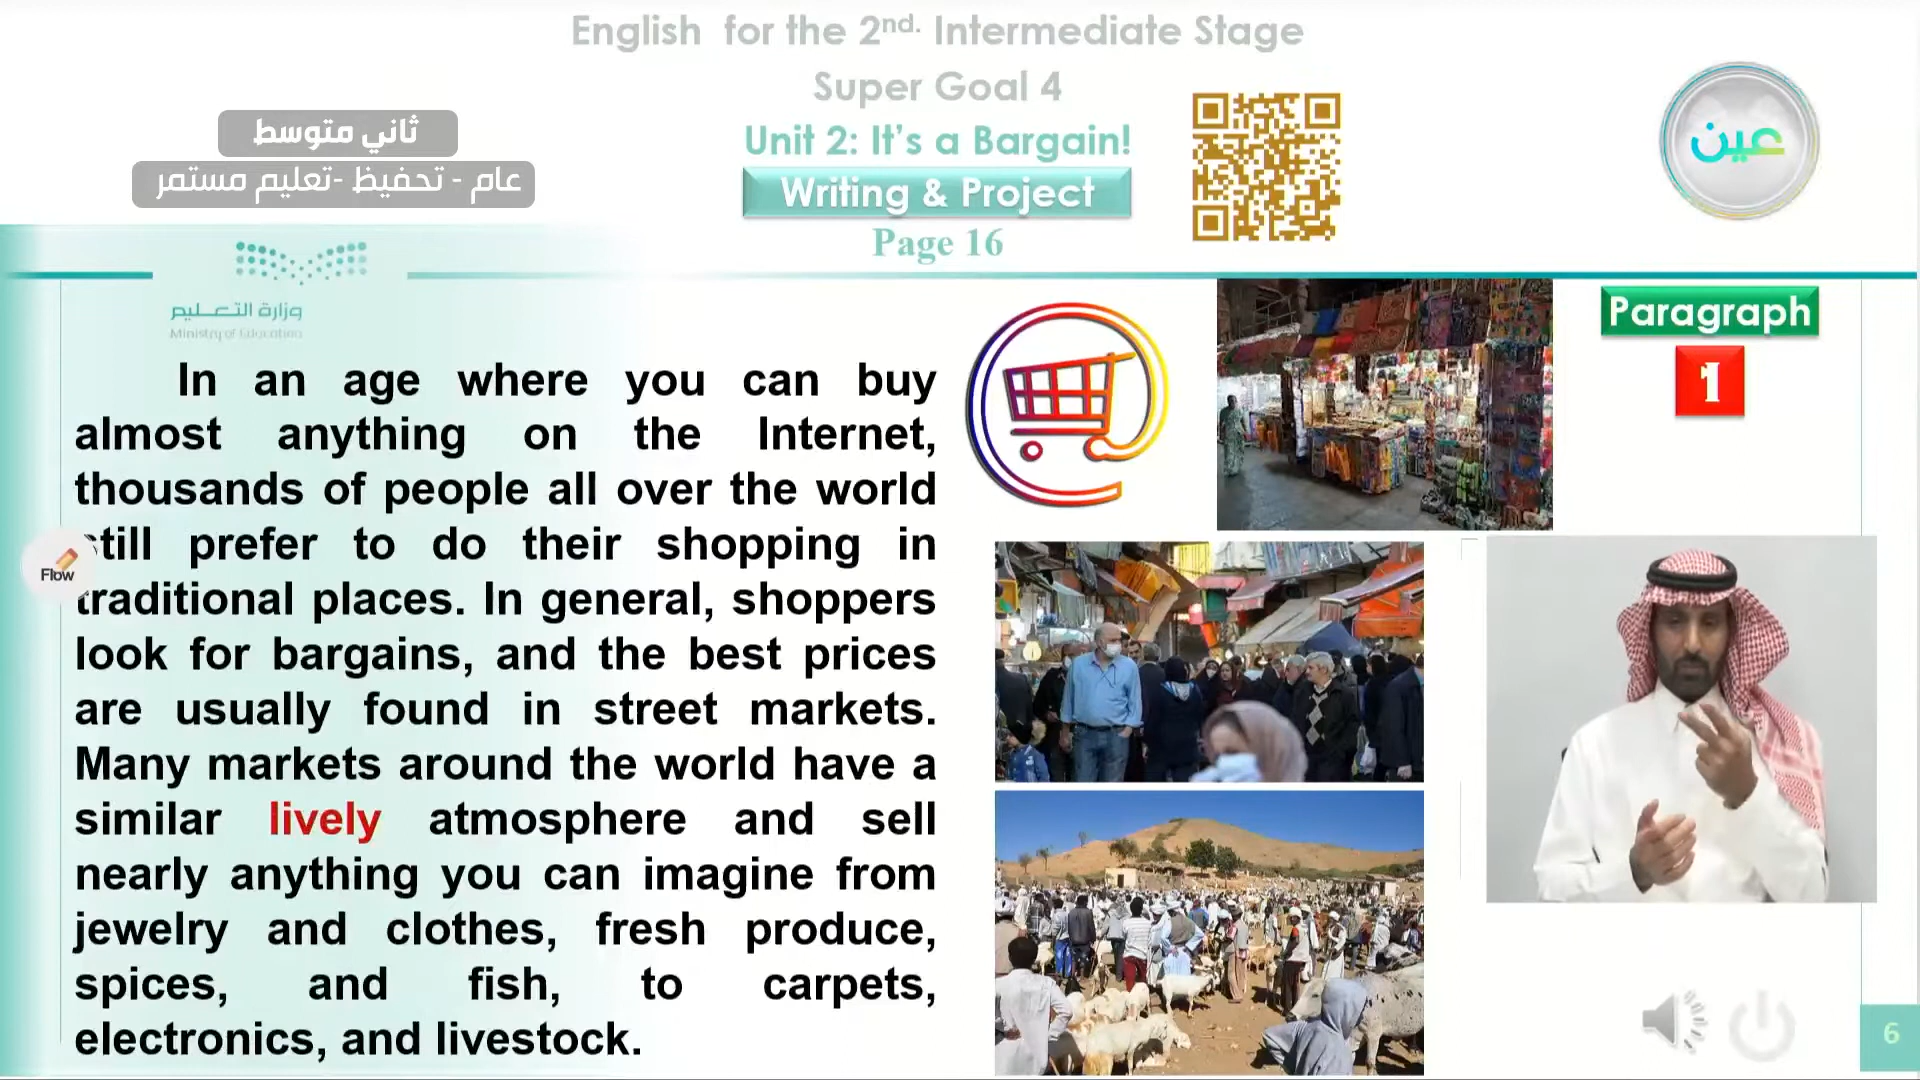 English for the 2nd. Intermediate Stage
Super Goal 4
Unit 2: It's a Bargain!
Writing & Project
Page 16
ثاني متوسط
عام - تحفيظ -تعليم مستمر
عين
وزارة التعليم
Ministry of Education
Paragraph
1
In an age where you can buy
almost anything on the Internet,
thousands of people all over the world
still prefer to do their shopping in
traditional places. In general, shoppers
look for bargains, and the best prices
are usually found in street markets.
Many markets around the world have a
similar lively atmosphere and sell
nearly anything you can imagine from
jewelry and clothes, fresh produce,
spices, and fish, to carpets,
electronics, and livestock.
Flow
6